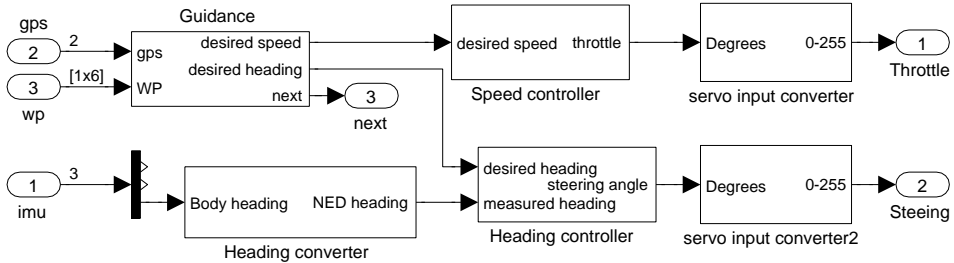 gps
2
2
3
[1x6]
wp
Guidance
gps
WP
desired speed
desired heading
next
3
next
desired speed
throttle
Speed controller
Degrees
0-255
servo input converter
1
Throttle
1
imu
3
Body heading
NED heading
Heading converter
desired heading
steering angle
measured heading
Heading controller
Degrees
0-255
servo input converter2
2
Steeing